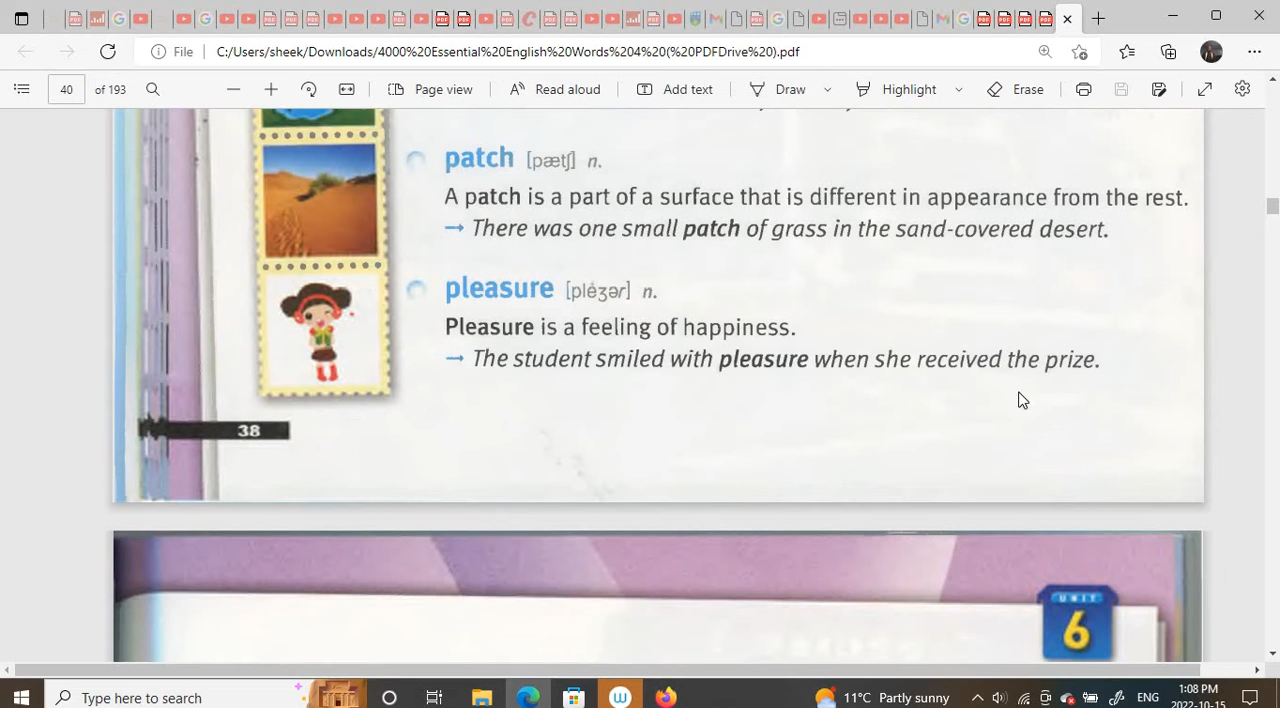 File
C:/Users/sheek/Downloads/4000%20Essential%20English%20Words%204%20(%20PDFDrive%20).pdf
40 of 193
Page view
Read aloud
Add text
Draw
Highlight
Erase
patch [pætʃ] n.
A patch is a part of a surface that is different in appearance from the rest.
→ There was one small patch of grass in the sand-covered desert.
pleasure [pléʒər] n.
Pleasure is a feeling of happiness.
→ The student smiled with pleasure when she received the prize.
38
UNIT
6
Type here to search
11°C Partly sunny
ENG
1:08 PM
2022-10-15